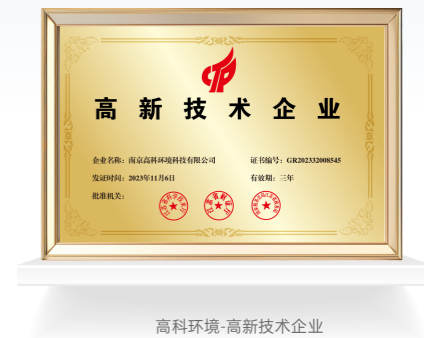 高新技术企业
企业名称：南京高科环境科技有限公司 证书编号：GR202332008545
发证时间：2023年11月6日 有效期：三年
批准机关：
高科环境-高新技术企业